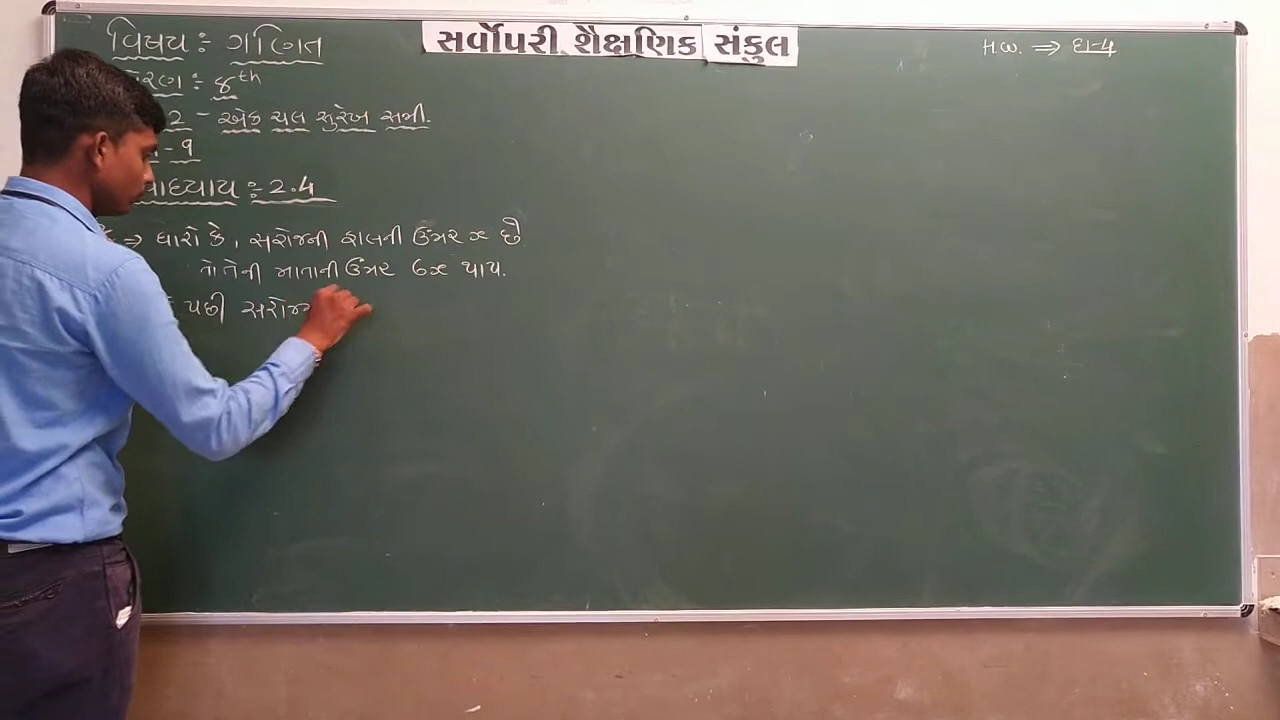 સર્વોપરી શૈક્ષણિક સંકુલ
H.W. ⇒ દા-4
વિષય : ગણિત
ધોરણ : 8th
2 - એક ચલ સુરેખ સમી.
- 1
સ્વાધ્યાય : 2.4
⇒ ધારો કે, સરોજની હાલની ઉંમર x છે
તો તેની માતાની ઉંમર 6x થાય.
પછી સરોજ